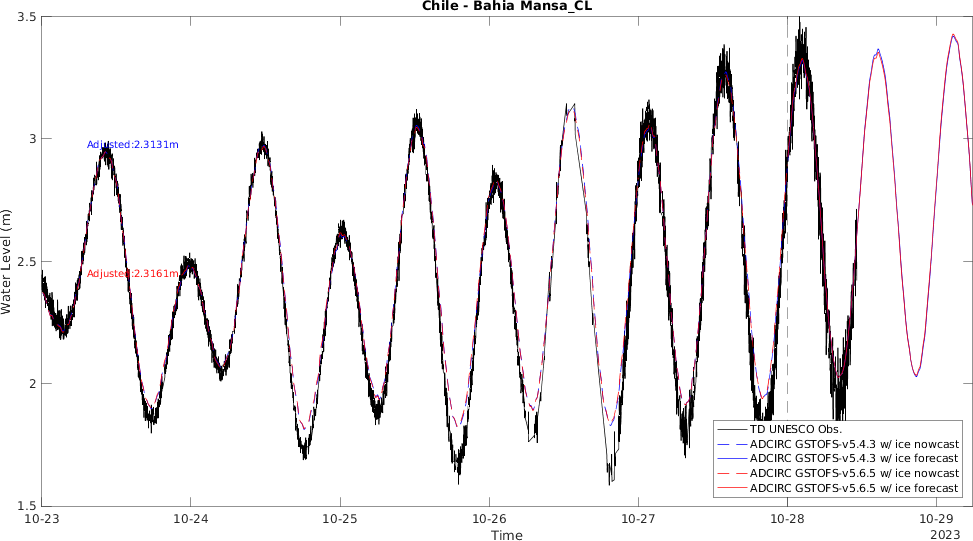 Chile - Bahia Mansa_CL
3.5
3
2.5
2
1.5
Water Level (m)
Adjusted:2.3131m
Adjusted:2.3161m
TD UNESCO Obs.
ADCIRC GSTOFS-v5.4.3 w/ ice nowcast
ADCIRC GSTOFS-v5.4.3 w/ ice forecast
ADCIRC GSTOFS-v5.6.5 w/ ice nowcast
ADCIRC GSTOFS-v5.6.5 w/ ice forecast
10-23 10-24 10-25 10-26 10-27 10-28 10-29
Time
2023